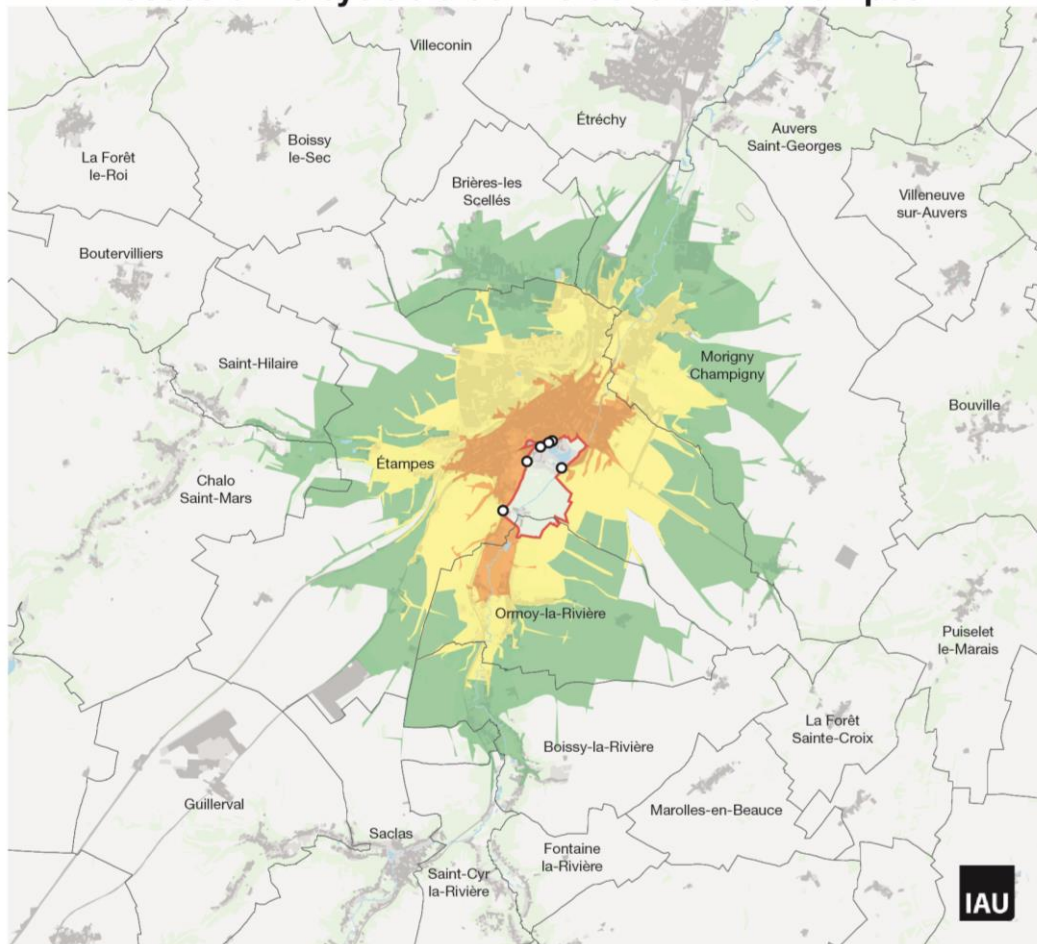 Villeconin
Étréchy
Auvers
Saint-Georges
La Forêt
le-Roi
Boissy
le-Sec
Brières-les
Scellés
Villeneuve
sur-Auvers
Boutervilliers
Saint-Hilaire
Morigny
Champigny
Bouville
Étampes
Chalo
Saint-Mars
Ormoy-la-Rivière
Puiselet
le-Marais
La Forêt
Sainte-Croix
Boissy-la-Rivière
Marolles-en-Beauce
Guillerval
Saclas
Fontaine
la-Rivière
Saint-Cyr
la-Rivière
IAU